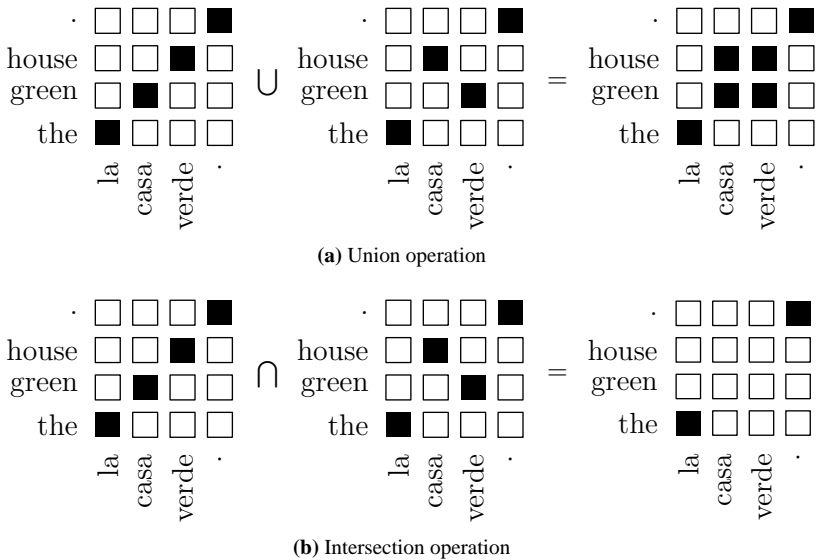 . . .
house ∪ house = house
green green green
the the the
la casa verde . la casa verde . la casa verde .
(a) Union operation
. . .
house ∩ house = house
green green green
the the the
la casa verde . la casa verde . la casa verde .
(b) Intersection operation